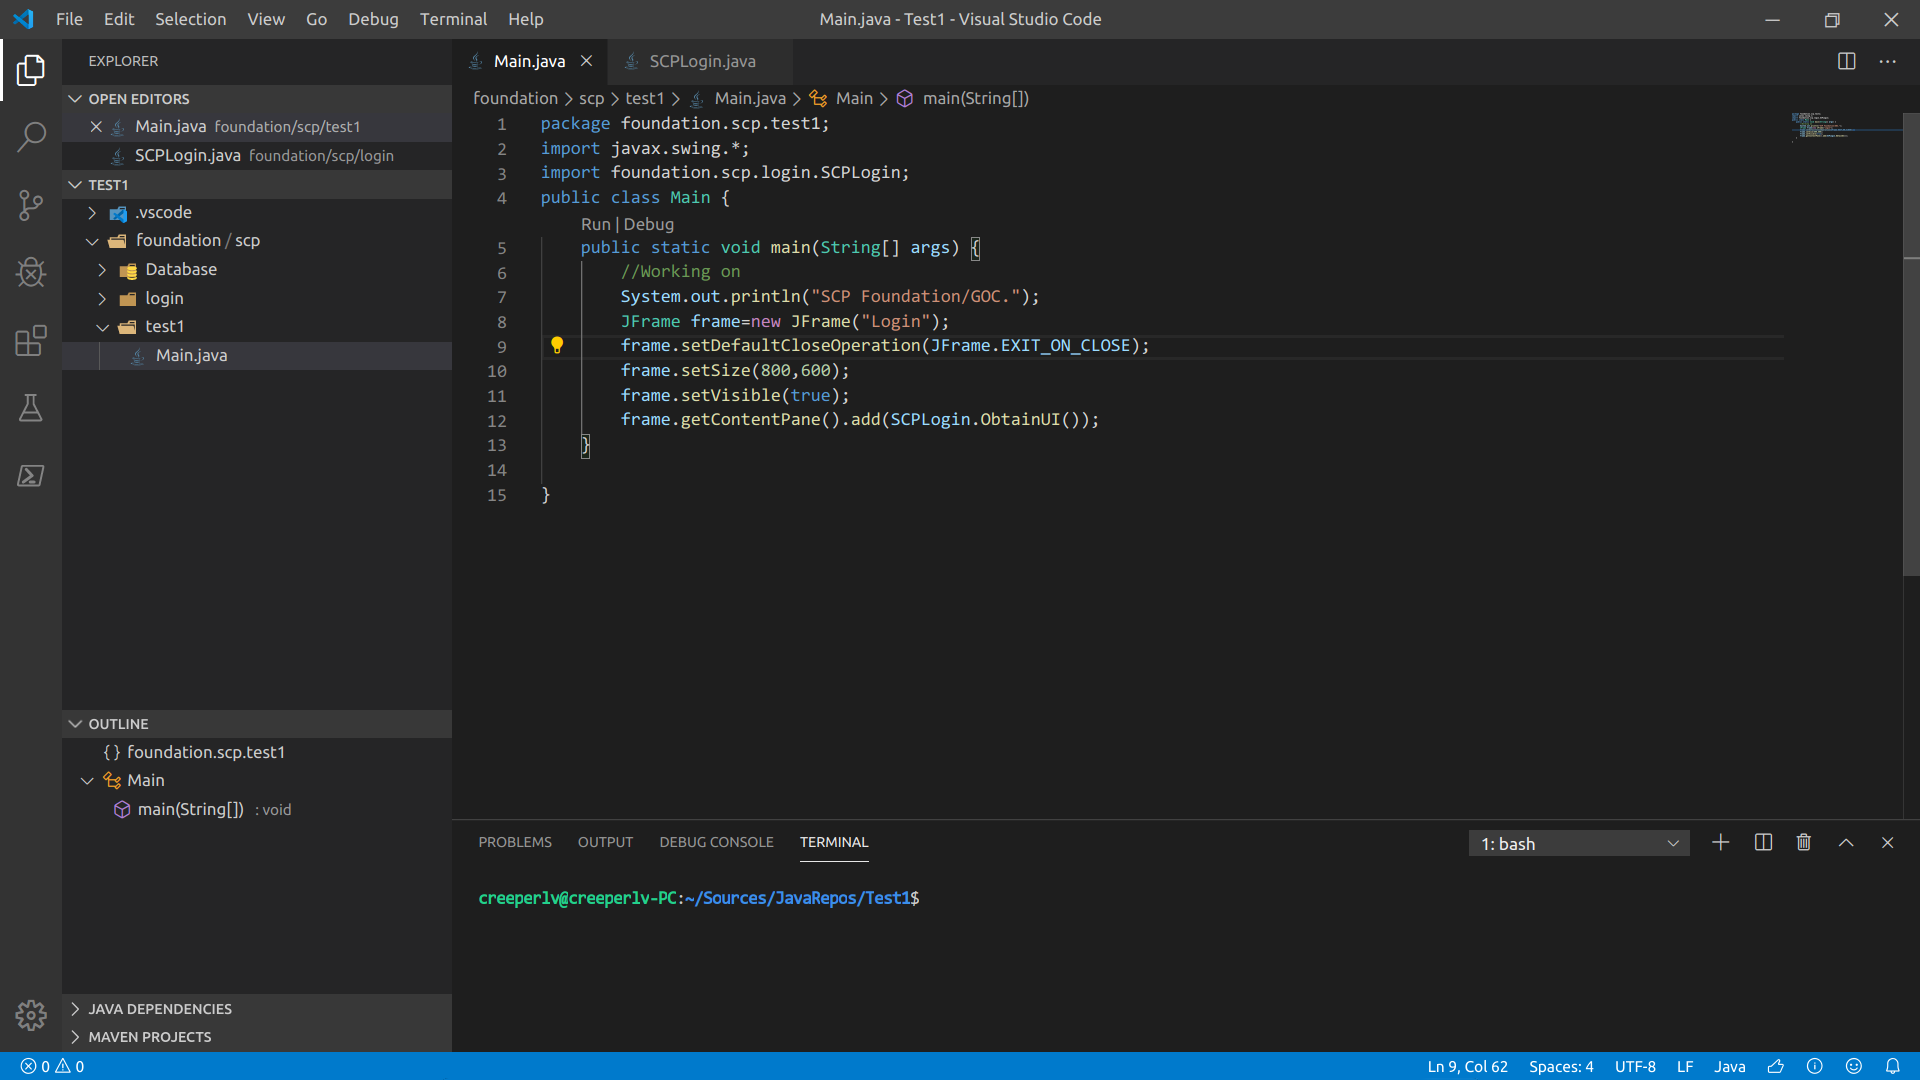 File Edit Selection View Go Debug Terminal Help
Main.java - Test1 - Visual Studio Code
EXPLORER
OPEN EDITORS
Main.java foundation/scp/test1
SCPLogin.java foundation/scp/login
TEST1
.vscode
foundation / scp
Database
login
test1
Main.java
OUTLINE
{} foundation.scp.test1
Main
main(String[]) : void
JAVA DEPENDENCIES
MAVEN PROJECTS
Main.java SCPLogin.java
foundation > scp > test1 > Main.java > Main > main(String[])
1 package foundation.scp.test1;
2 import javax.swing.*;
3 import foundation.scp.login.SCPLogin;
4 public class Main {
Run | Debug
5 public static void main(String[] args) {
6 //Working on
7 System.out.println("SCP Foundation/GOC.");
8 JFrame frame=new JFrame("Login");
9 frame.setDefaultCloseOperation(JFrame.EXIT_ON_CLOSE);
10 frame.setSize(800,600);
11 frame.setVisible(true);
12 frame.getContentPane().add(SCPLogin.ObtainUI());
13 }
14
15 }
PROBLEMS OUTPUT DEBUG CONSOLE TERMINAL
1: bash
creeperlv@creeperlv-PC:~/Sources/JavaRepos/Test1$
0 0
Ln 9, Col 62 Spaces: 4 UTF-8 LF Java